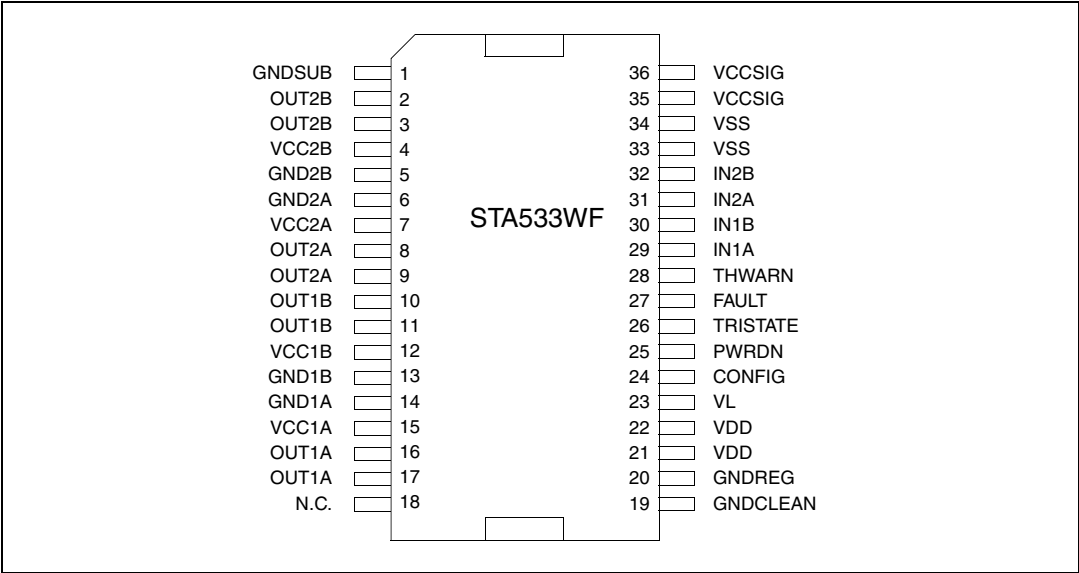 GNDSUB 1 36 VCCSIG
OUT2B 2 35 VCCSIG
OUT2B 3 34 VSS
VCC2B 4 33 VSS
GND2B 5 32 IN2B
GND2A 6 31 IN2A
STA533WF
VCC2A 7 30 IN1B
OUT2A 8 29 IN1A
OUT2A 9 28 THWARN
OUT1B 10 27 FAULT
OUT1B 11 26 TRISTATE
VCC1B 12 25 PWRDN
GND1B 13 24 CONFIG
GND1A 14 23 VL
VCC1A 15 22 VDD
OUT1A 16 21 VDD
OUT1A 17 20 GNDREG
N.C. 18 19 GNDCLEAN